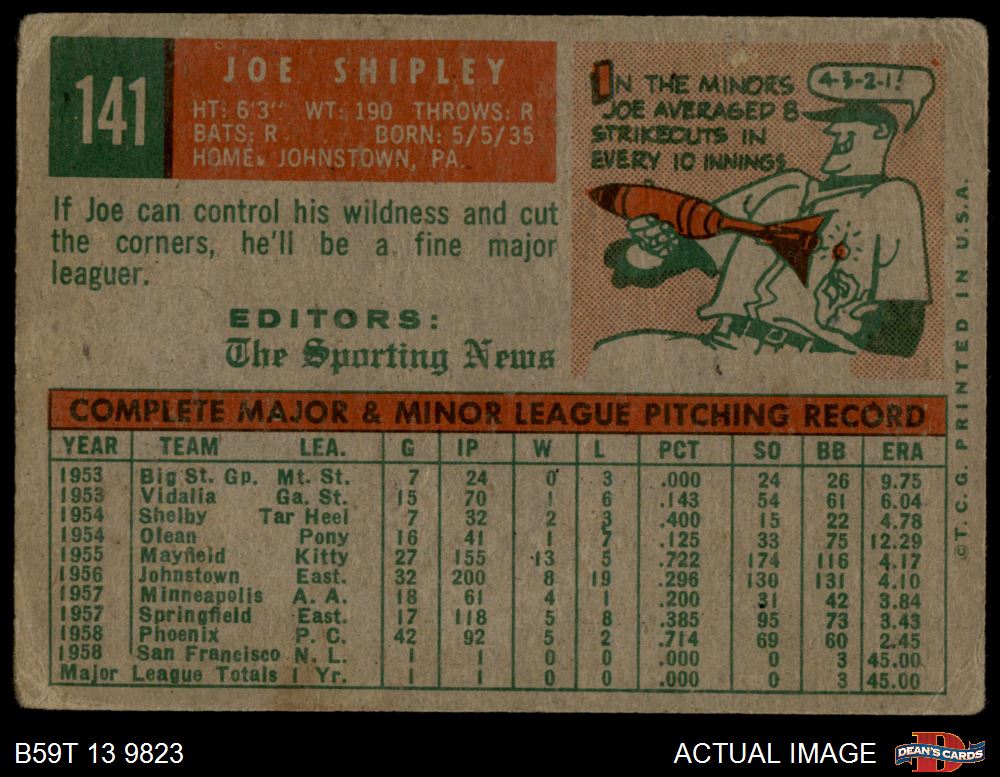 141
JOE SHIPLEY
HT: 6'3" WT: 190 THROWS: R
BATS: R BORN: 5/5/35
HOME: JOHNSTOWN, PA.
If Joe can control his wildness and cut
the corners, he'll be a fine major
leaguer.
EDITORS:
The Sporting News
IN THE MINORS
JOE AVERAGED 8
STRIKEOUTS IN
EVERY 10 INNINGS
4-3-2-1!
COMPLETE MAJOR & MINOR LEAGUE PITCHING RECORD
YEAR TEAM LEA. G IP W L PCT SO BB ERA
1953 Big St. Gp. Mt. St. 7 24 0 3 .000 24 26 9.75
1953 Vidalia Ga. St. 15 70 1 6 .143 54 61 6.04
1954 Shelby Tar Heel 7 32 2 3 .400 15 22 4.78
1954 Olean Pony 16 41 1 7 .125 33 75 12.29
1955 Mayfield Kitty 27 155 13 5 .722 174 116 4.17
1956 Johnstown East. 32 200 8 19 .296 130 131 4.10
1957 Minneapolis A. A. 18 61 4 1 .200 31 42 3.84
1957 Springfield East. 17 118 5 8 .385 95 73 3.43
1958 Phoenix P. C. 42 92 5 2 .714 69 60 2.45
1958 San Francisco N. L. 1 1 0 0 .000 0 3 45.00
Major League Totals 1 Yr. 1 1 0 0 .000 0 3 45.00
©T. C. G. PRINTED IN U.S.A.
B59T 13 9823
ACTUAL IMAGE
D
DEAN'S CARDS